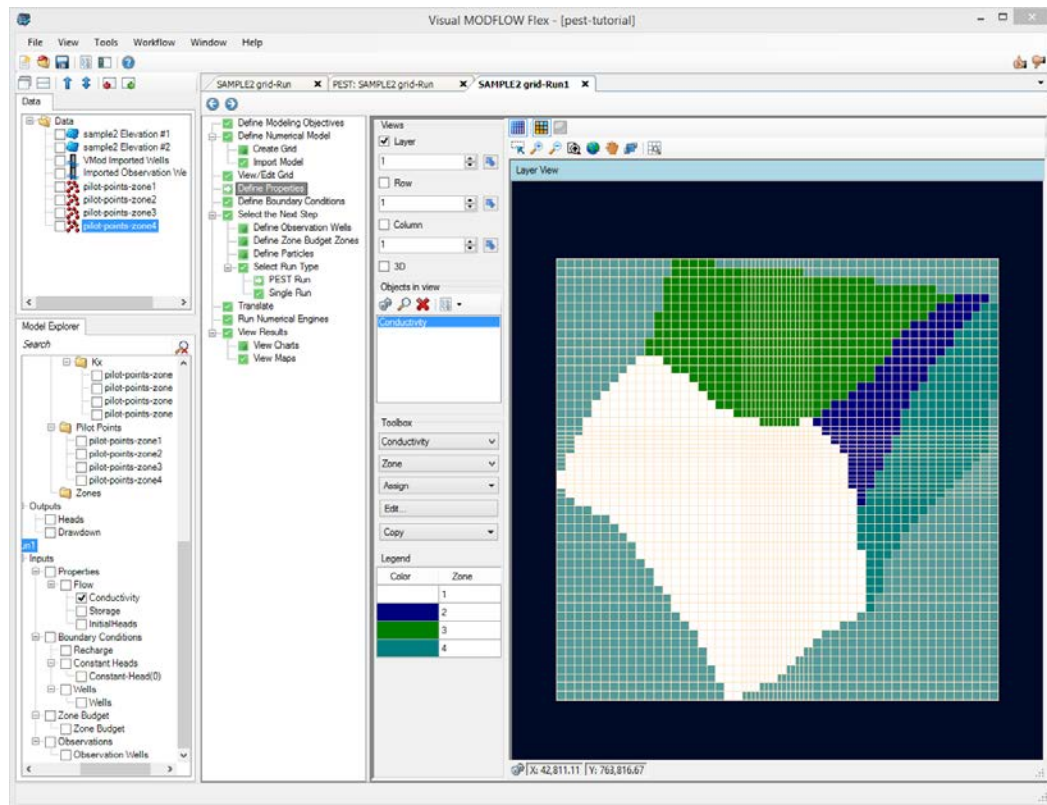 Visual MODFLOW Flex - [pest-tutorial]
File View Tools Workflow Window Help
Data
Data
sample2 Elevation #1
sample2 Elevation #2
VMod Imported Wells
Imported Observation We
pilot-points-zone1
pilot-points-zone2
pilot-points-zone3
pilot-points-zone4
Model Explorer
Search
Kx
pilot-points-zone
pilot-points-zone
pilot-points-zone
pilot-points-zone
Pilot Points
pilot-points-zone1
pilot-points-zone2
pilot-points-zone3
pilot-points-zone4
Zones
Outputs
Heads
Drawdown
un1
Inputs
Properties
Flow
Conductivity
Storage
InitialHeads
Boundary Conditions
Recharge
Constant Heads
Constant-Head(0)
Wells
Wells
Zone Budget
Zone Budget
Observations
Observation Wells
SAMPLE2 grid-Run PEST: SAMPLE2 grid-Run SAMPLE2 grid-Run1
Define Modeling Objectives
Define Numerical Model
Create Grid
Import Model
View/Edit Grid
Define Properties
Define Boundary Conditions
Select the Next Step
Define Observation Wells
Define Zone Budget Zones
Define Particles
Select Run Type
PEST Run
Single Run
Translate
Run Numerical Engines
View Results
View Charts
View Maps
Views
Layer
1
Row
1
Column
1
3D
Objects in view
Conductivity
Toolbox
Conductivity
Zone
Assign
Edit...
Copy
Legend
Color Zone
1
2
3
4
Layer View
X: 42,811.11 Y: 763,816.67